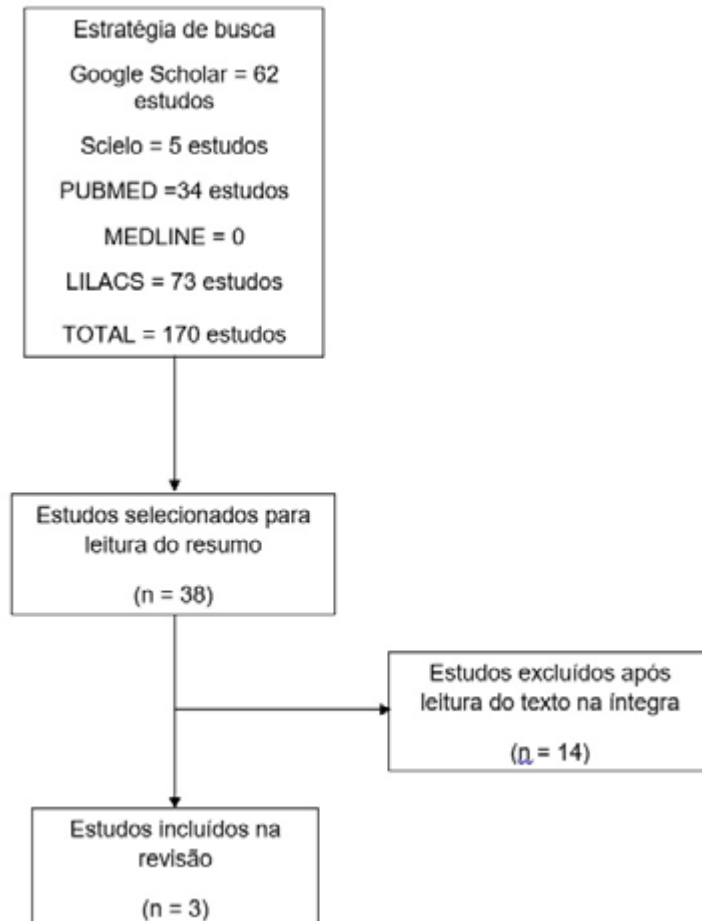 Estratégia de busca
Google Scholar = 62
estudos
Scielo = 5 estudos
PUBMED =34 estudos
MEDLINE = 0
LILACS = 73 estudos
TOTAL = 170 estudos
Estudos selecionados para
leitura do resumo
(n = 38)
Estudos excluídos após
leitura do texto na íntegra
(n = 14)
Estudos incluídos na
revisão
(n = 3)